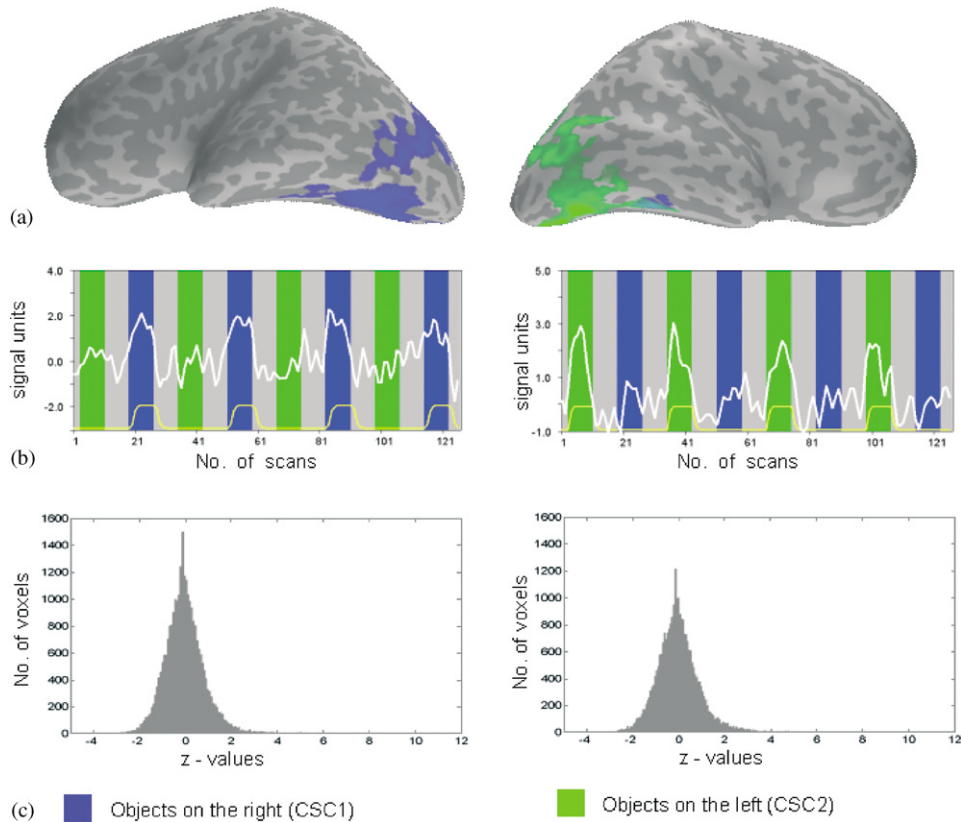 (a)
4.0
2.0
0.0
-2.0
signal units
1 21 41 61 81 101 121
No. of scans
5.0
3.0
1.0
-1.0
signal units
1 21 41 61 81 101 121
No. of scans
(b)
1600
1400
1200
1000
800
600
400
200
0
No. of voxels
-4 -2 0 2 4 6 8 10 12
z - values
1600
1400
1200
1000
800
600
400
200
0
No. of voxels
-4 -2 0 2 4 6 8 10 12
z - values
(c)
Objects on the right (CSC1)
Objects on the left (CSC2)